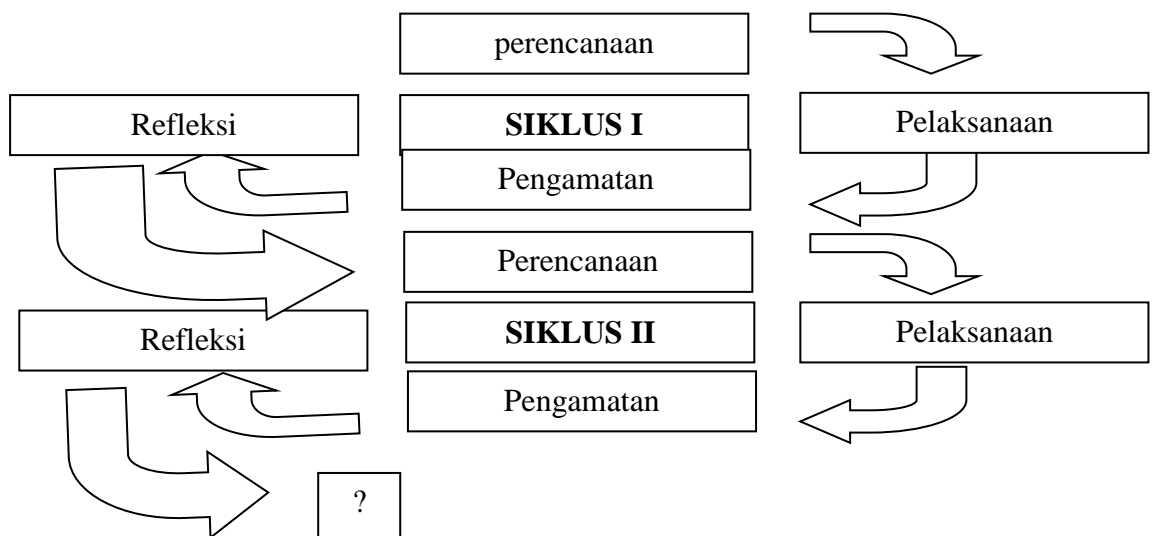 perencanaan
Refleksi
SIKLUS I
Pelaksanaan
Pengamatan
Perencanaan
Refleksi
SIKLUS II
Pelaksanaan
Pengamatan
?